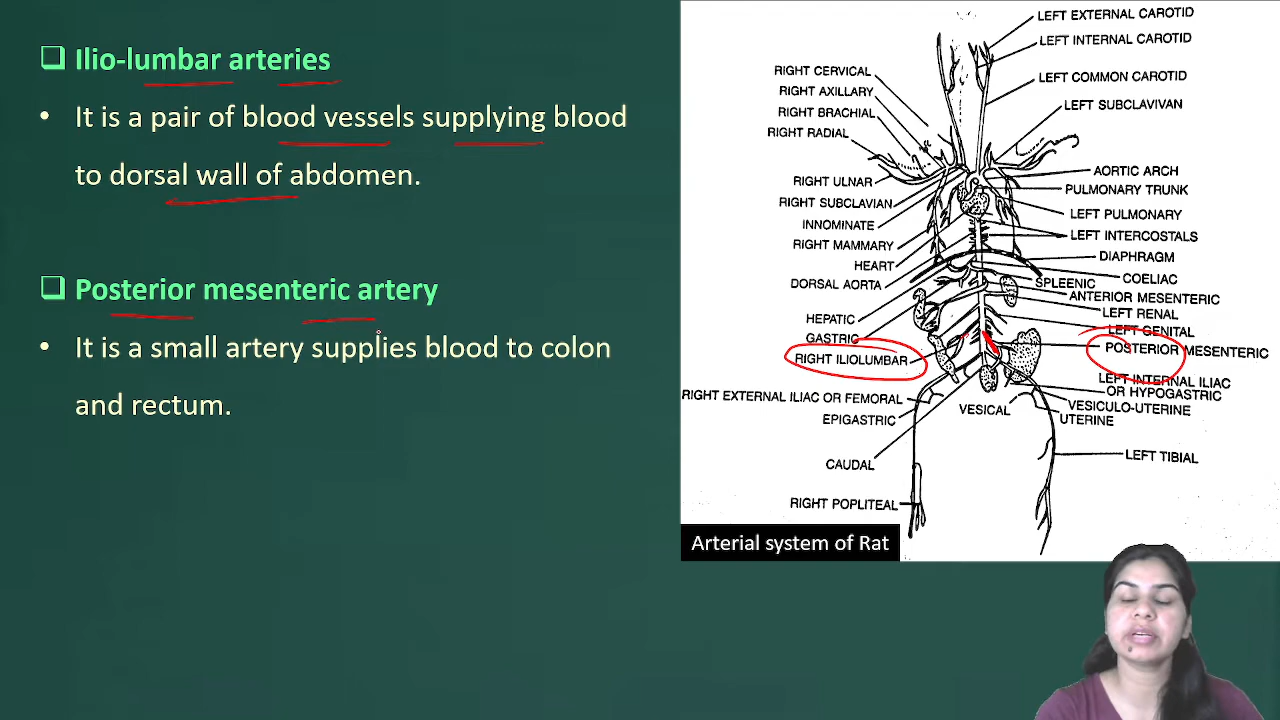 ❑ Ilio-lumbar arteries
• It is a pair of blood vessels supplying blood
to dorsal wall of abdomen.
❑ Posterior mesenteric artery
• It is a small artery supplies blood to colon
and rectum.
LEFT EXTERNAL CAROTID
LEFT INTERNAL CAROTID
RIGHT CERVICAL
LEFT COMMON CAROTID
RIGHT AXILLARY
LEFT SUBCLAVIVAN
RIGHT BRACHIAL
RIGHT RADIAL
AORTIC ARCH
RIGHT ULNAR
PULMONARY TRUNK
RIGHT SUBCLAVIAN
LEFT PULMONARY
INNOMINATE
LEFT INTERCOSTALS
RIGHT MAMMARY
DIAPHRAGM
HEART
COELIAC
DORSAL AORTA
SPLEENIC
ANTERIOR MESENTERIC
LEFT RENAL
HEPATIC
LEFT GENITAL
GASTRIC
POSTERIOR MESENTERIC
RIGHT ILIOLUMBAR
LEFT INTERNAL ILIAC
OR HYPOGASTRIC
RIGHT EXTERNAL ILIAC OR FEMORAL
VESICAL
VESICULO-UTERINE
EPIGASTRIC
UTERINE
CAUDAL
LEFT TIBIAL
RIGHT POPLITEAL
Arterial system of Rat